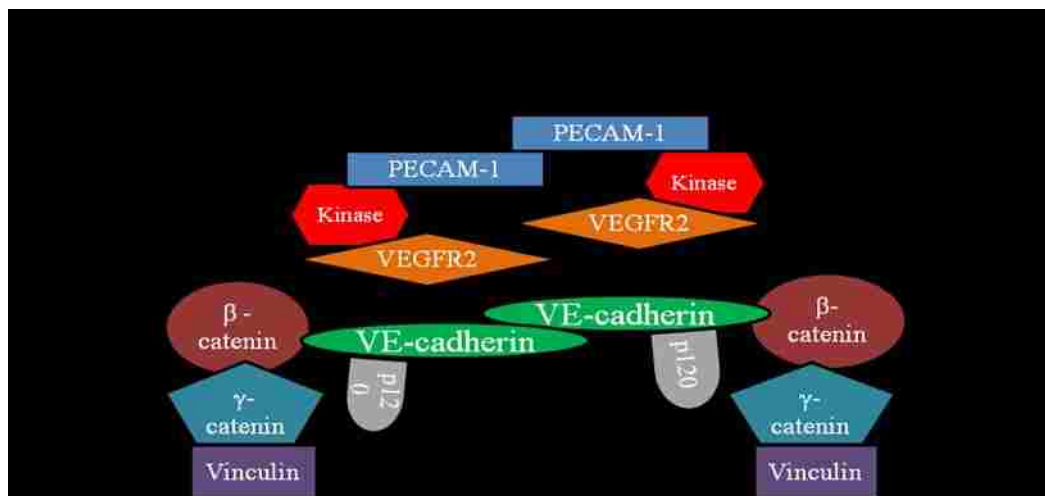 PECAM-1
PECAM-1
Kinase
Kinase
VEGFR2
VEGFR2
β-
catenin
VE-cadherin
VE-cadherin
β -
catenin
p12
0
p120
γ-
catenin
γ-
catenin
Vinculin
Vinculin